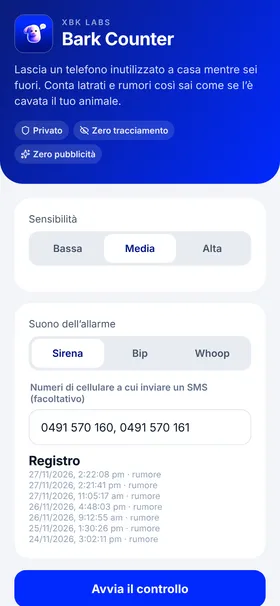 XBK LABS
Bark Counter
Lascia un telefono inutilizzato a casa mentre sei
fuori. Conta latrati e rumori così sai come se l'è
cavata il tuo animale.
Privato
Zero tracciamento
Zero pubblicità
Sensibilità
Bassa
Media
Alta
Suono dell'allarme
Sirena
Bip
Whoop
Numeri di cellulare a cui inviare un SMS
(facoltativo)
0491 570 160, 0491 570 161
Registro
27/11/2026, 2:22:08 pm · rumore
27/11/2026, 2:21:41 pm · rumore
27/11/2026, 11:05:17 am · rumore
26/11/2026, 4:48:03 pm · rumore
26/11/2026, 9:12:55 am · rumore
25/11/2026, 1:30:26 pm · rumore
24/11/2026, 3:02:11 pm · rumore
Avvia il controllo